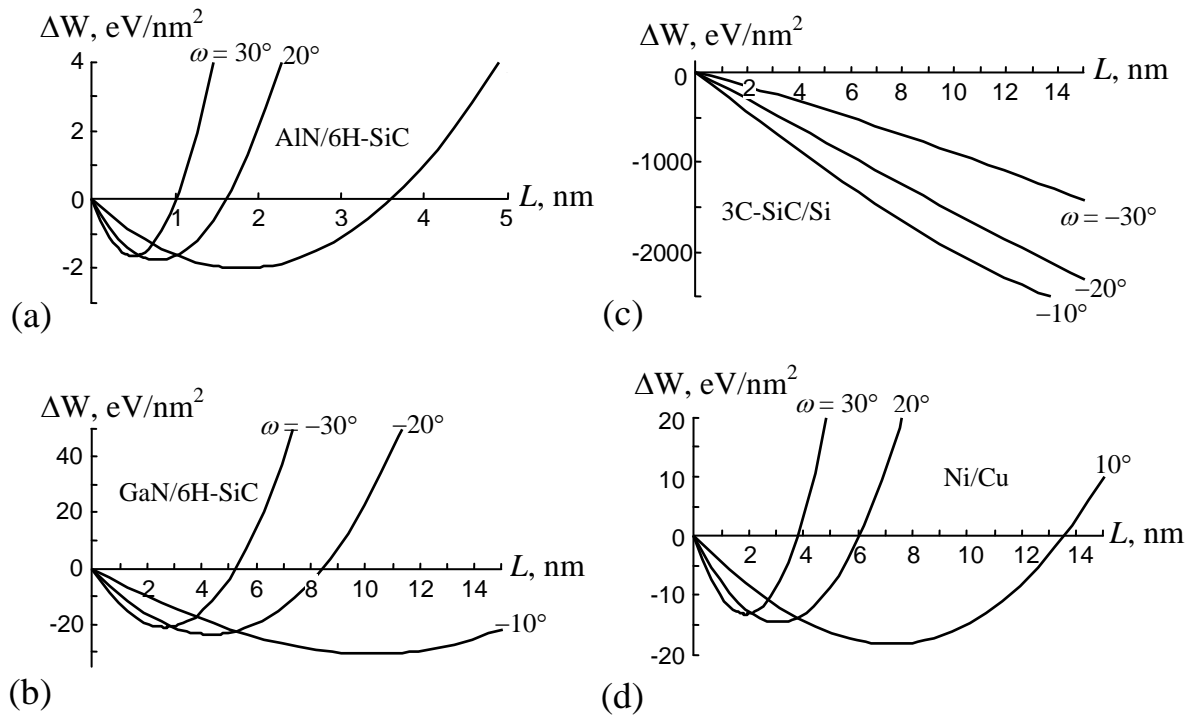 ΔW, eV/nm²
4
ω = 30° 20°
2
AlN/6H-SiC
0
1 2 3 4 5
L, nm
-2
(a)
ΔW, eV/nm²
0
2 4 6 8 10 12 14
L, nm
-1000
3C-SiC/Si
ω = −30°
-2000
−20°
−10°
(c)
ΔW, eV/nm²
ω = −30° −20°
40
20
GaN/6H-SiC
0
2 4 6 8 10 12 14
L, nm
-20
−10°
(b)
ΔW, eV/nm²
20
ω = 30° 20°
10
Ni/Cu
10°
0
2 4 6 8 10 12 14
L, nm
-10
-20
(d)